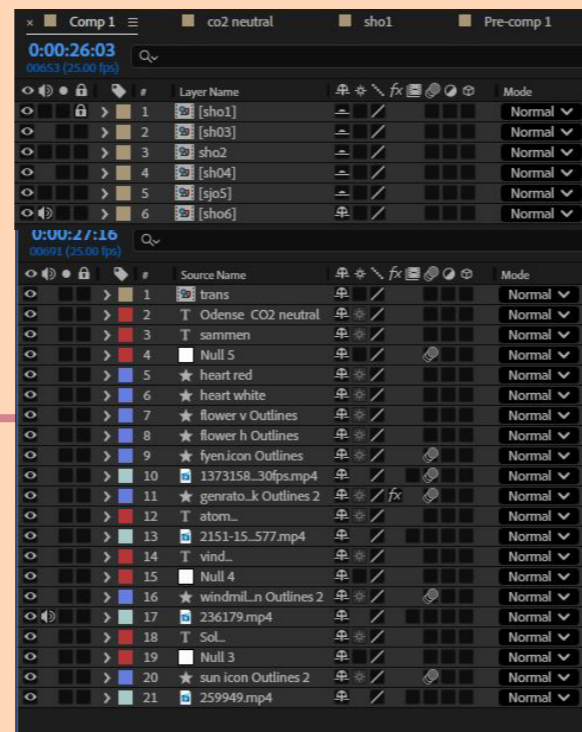 × Comp 1 ≡ co2 neutral sho1 Pre-comp 1
0:00:26:03
00653 (25.00 fps)
# Layer Name fx Mode
1 [sho1] Normal
2 [sh03] Normal
3 sho2 Normal
4 [sh04] Normal
5 [sjo5] Normal
6 [sho6] Normal
0:00:27:16
00691 (25.00 fps)
# Source Name fx Mode
1 trans Normal
2 T Odense CO2 neutral Normal
3 T sammen Normal
4 Null 5 Normal
5 heart red Normal
6 heart white Normal
7 flower v Outlines Normal
8 flower h Outlines Normal
9 fyen.icon Outlines Normal
10 1373158...30fps.mp4 Normal
11 genrato...k Outlines 2 fx Normal
12 T atom... Normal
13 2151-15...577.mp4 Normal
14 T vind... Normal
15 Null 4 Normal
16 windmil...n Outlines 2 Normal
17 236179.mp4 Normal
18 T Sol... Normal
19 Null 3 Normal
20 sun icon Outlines 2 Normal
21 259949.mp4 Normal